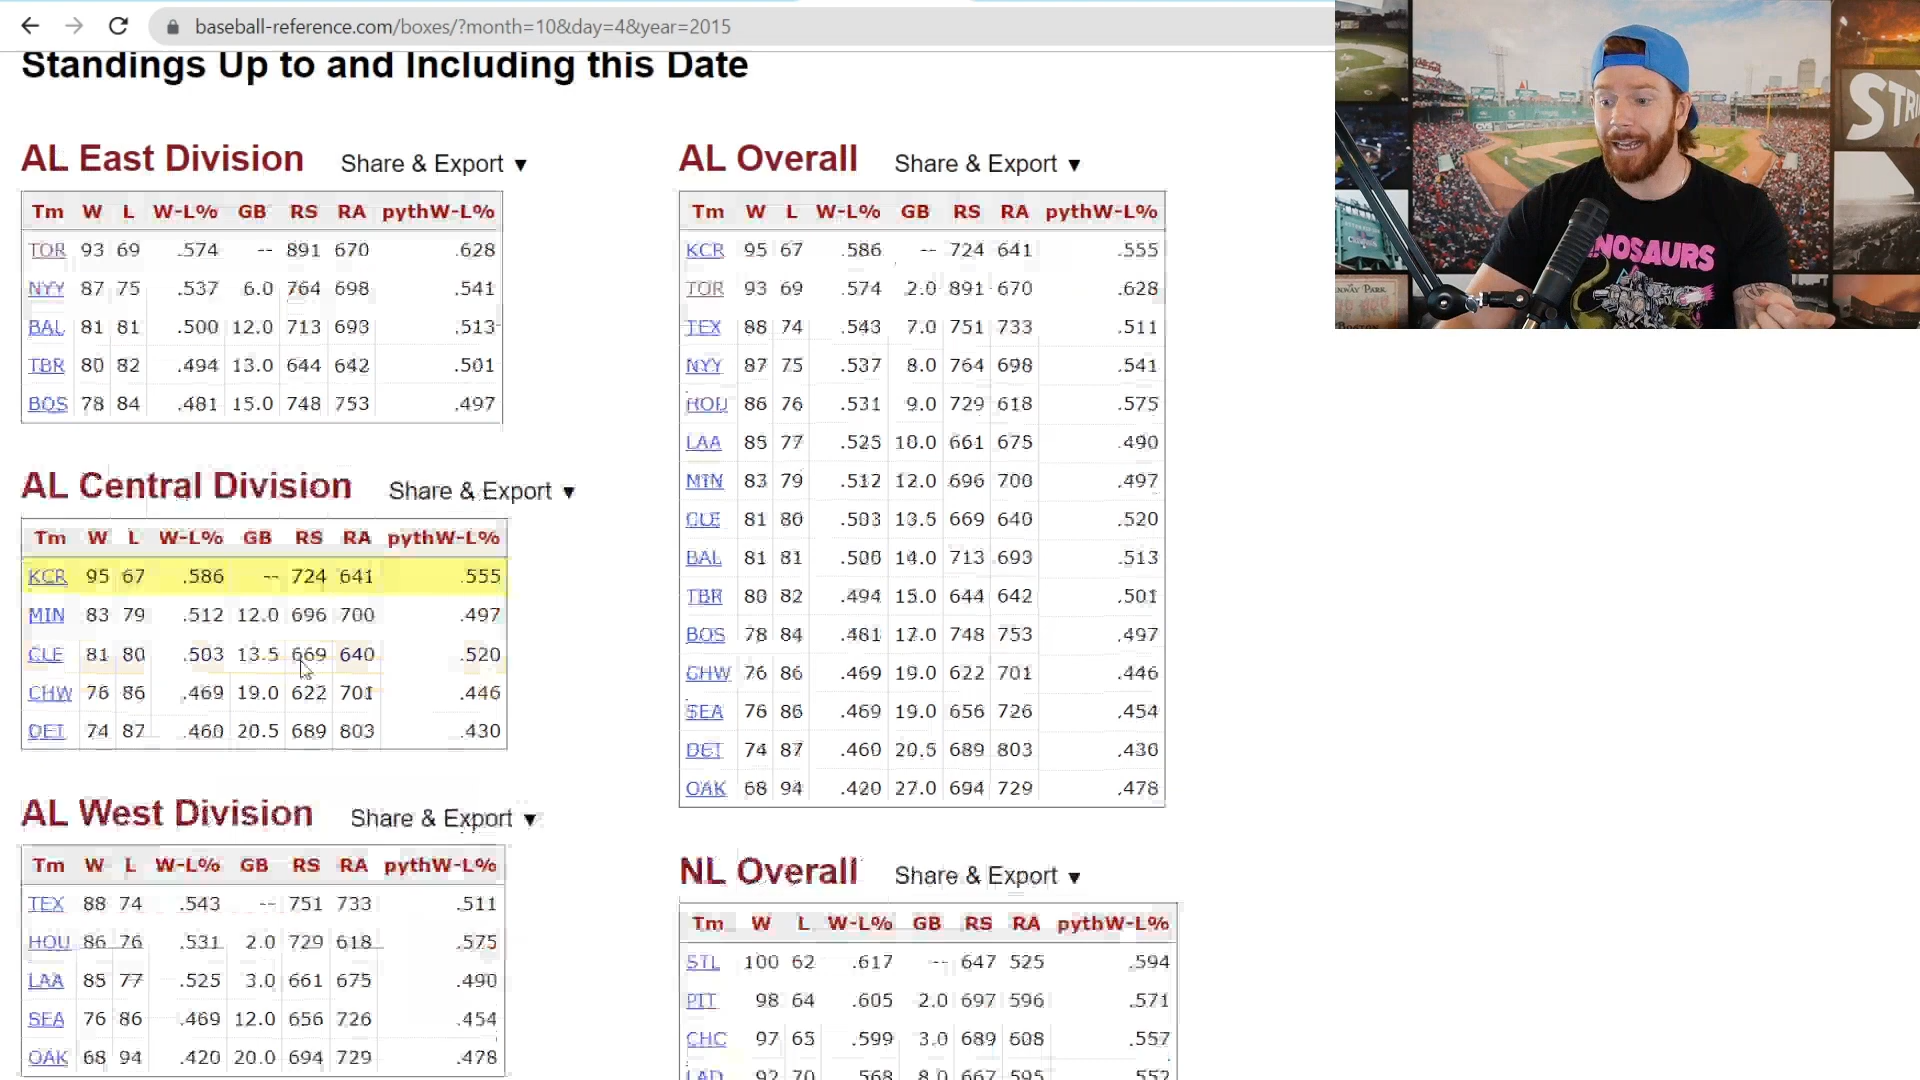 baseball-reference.com/boxes/?month=10&day=4&year=2015
Standings Up to and Including this Date
AL East Division Share & Export ▼
Tm W L W-L% GB RS RA pythW-L%
TOR 93 69 .574 -- 891 670 .628
NYY 87 75 .537 6.0 764 698 .541
BAL 81 81 .500 12.0 713 693 .513
TBR 80 82 .494 13.0 644 642 .501
BOS 78 84 .481 15.0 748 753 .497
AL Central Division Share & Export ▼
Tm W L W-L% GB RS RA pythW-L%
KCR 95 67 .586 -- 724 641 .555
MIN 83 79 .512 12.0 696 700 .497
CLE 81 80 .503 13.5 669 640 .520
CHW 76 86 .469 19.0 622 701 .446
DET 74 87 .460 20.5 689 803 .430
AL West Division Share & Export ▼
Tm W L W-L% GB RS RA pythW-L%
TEX 88 74 .543 -- 751 733 .511
HOU 86 76 .531 2.0 729 618 .575
LAA 85 77 .525 3.0 661 675 .490
SEA 76 86 .469 12.0 656 726 .454
OAK 68 94 .420 20.0 694 729 .478
AL Overall Share & Export ▼
Tm W L W-L% GB RS RA pythW-L%
KCR 95 67 .586 -- 724 641 .555
TOR 93 69 .574 2.0 891 670 .628
TEX 88 74 .543 7.0 751 733 .511
NYY 87 75 .537 8.0 764 698 .541
HOU 86 76 .531 9.0 729 618 .575
LAA 85 77 .525 10.0 661 675 .490
MIN 83 79 .512 12.0 696 700 .497
CLE 81 80 .503 13.5 669 640 .520
BAL 81 81 .500 14.0 713 693 .513
TBR 80 82 .494 15.0 644 642 .501
BOS 78 84 .481 17.0 748 753 .497
CHW 76 86 .469 19.0 622 701 .446
SEA 76 86 .469 19.0 656 726 .454
DET 74 87 .460 20.5 689 803 .430
OAK 68 94 .420 27.0 694 729 .478
NL Overall Share & Export ▼
Tm W L W-L% GB RS RA pythW-L%
STL 100 62 .617 -- 647 525 .594
PIT 98 64 .605 2.0 697 596 .571
CHC 97 65 .599 3.0 689 608 .557
LAD 92 70 .568 8.0 667 595 .552
STRI
NOSAURS
NWAY PARK
BOSTON